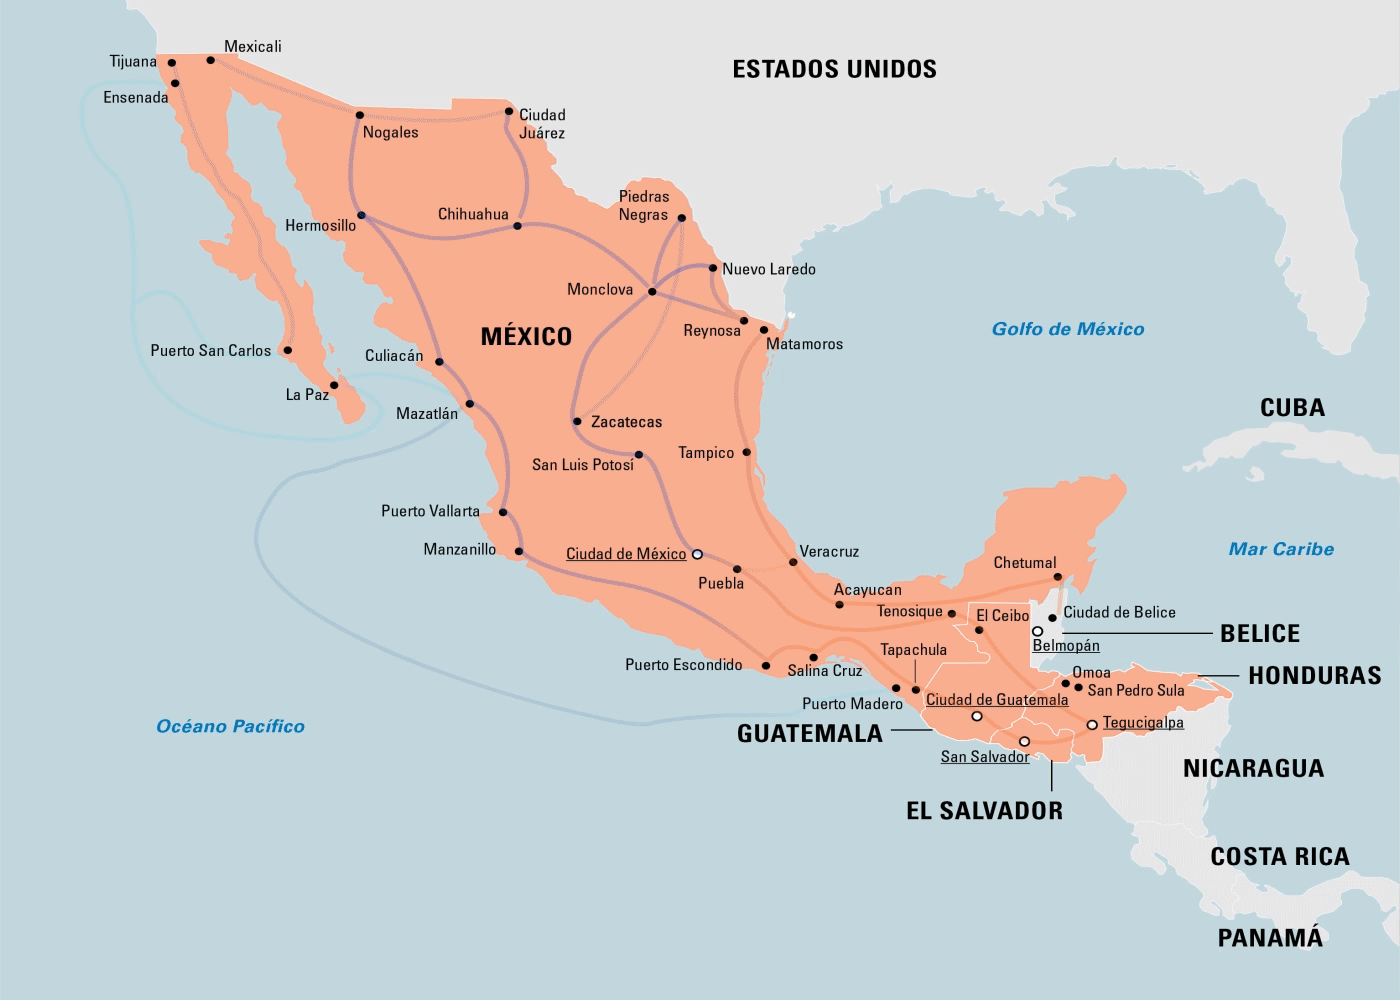 Mexicali
Tijuana
ESTADOS UNIDOS
Ensenada
Ciudad
Juárez
Nogales
Piedras
Negras
Chihuahua
Hermosillo
Nuevo Laredo
Monclova
Golfo de México
Reynosa
MÉXICO
Matamoros
Puerto San Carlos
Culiacán
La Paz
CUBA
Mazatlán
Zacatecas
Tampico
San Luis Potosí
Puerto Vallarta
Manzanillo
Mar Caribe
Veracruz
Ciudad de México
Chetumal
Puebla
Acayucan
Tenosique
El Ceibo
Ciudad de Belice
BELICE
Belmopán
Tapachula
Puerto Escondido
Salina Cruz
Omoa
HONDURAS
San Pedro Sula
Ciudad de Guatemala
Puerto Madero
Tegucigalpa
Océano Pacífico
GUATEMALA
San Salvador
NICARAGUA
EL SALVADOR
COSTA RICA
PANAMÁ